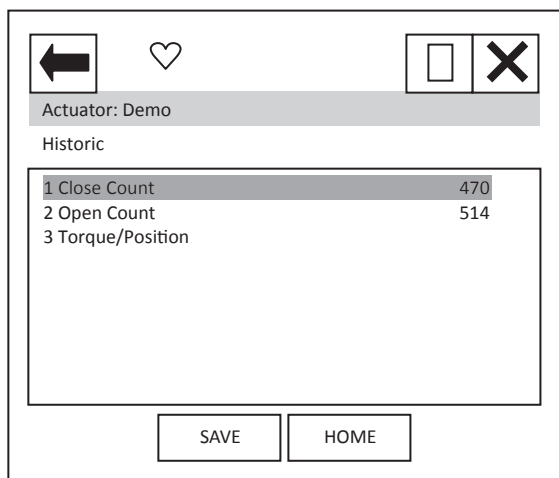 Actuator: Demo
Historic
1 Close Count 470
2 Open Count 514
3 Torque/Position
SAVE HOME